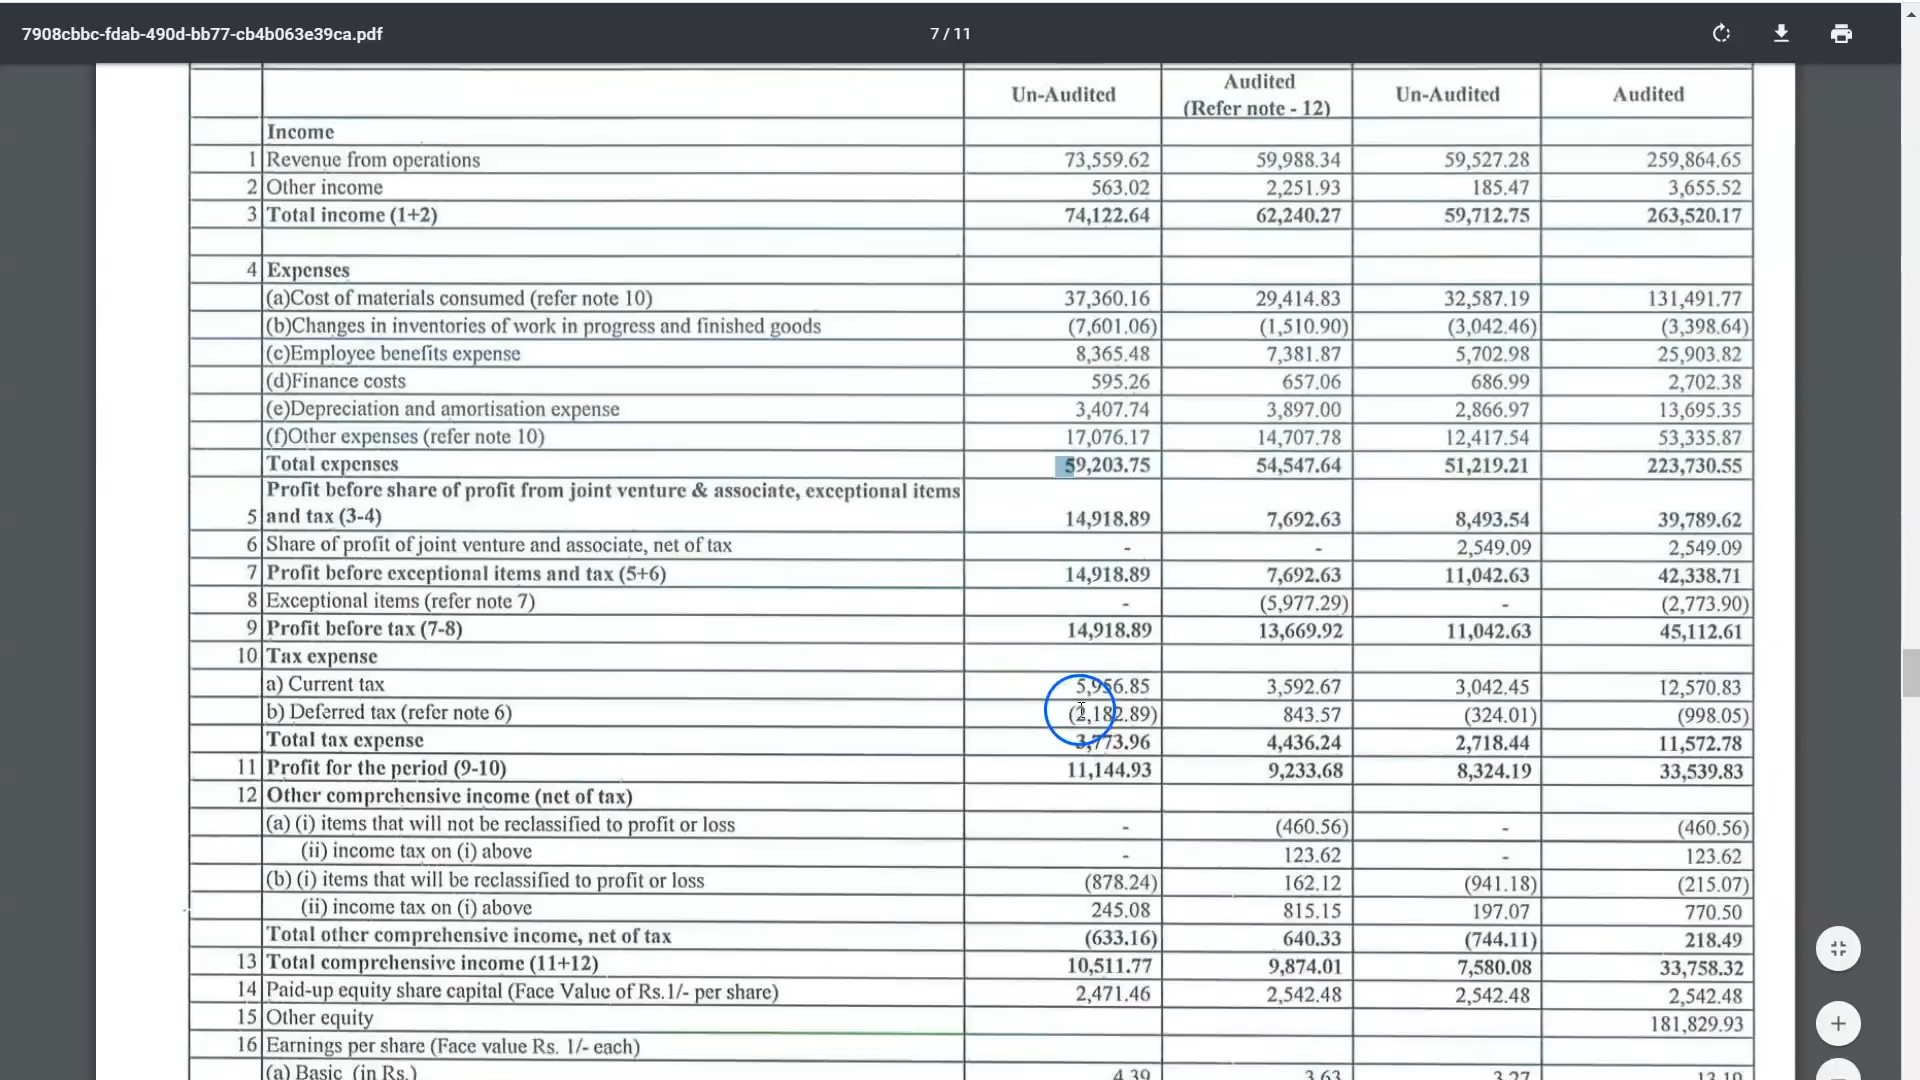 7908cbbc-fdab-490d-bb77-cb4b063e39ca.pdf 7 / 11
Un-Audited Audited (Refer note - 12) Un-Audited Audited
Income
1 Revenue from operations 73,559.62 59,988.34 59,527.28 259,864.65
2 Other income 563.02 2,251.93 185.47 3,655.52
3 Total income (1+2) 74,122.64 62,240.27 59,712.75 263,520.17
4 Expenses
(a)Cost of materials consumed (refer note 10) 37,360.16 29,414.83 32,587.19 131,491.77
(b)Changes in inventories of work in progress and finished goods (7,601.06) (1,510.90) (3,042.46) (3,398.64)
(c)Employee benefits expense 8,365.48 7,381.87 5,702.98 25,903.82
(d)Finance costs 595.26 657.06 686.99 2,702.38
(e)Depreciation and amortisation expense 3,407.74 3,897.00 2,866.97 13,695.35
(f)Other expenses (refer note 10) 17,076.17 14,707.78 12,417.54 53,335.87
Total expenses 59,203.75 54,547.64 51,219.21 223,730.55
Profit before share of profit from joint venture & associate, exceptional items
5 and tax (3-4) 14,918.89 7,692.63 8,493.54 39,789.62
6 Share of profit of joint venture and associate, net of tax - - 2,549.09 2,549.09
7 Profit before exceptional items and tax (5+6) 14,918.89 7,692.63 11,042.63 42,338.71
8 Exceptional items (refer note 7) - (5,977.29) - (2,773.90)
9 Profit before tax (7-8) 14,918.89 13,669.92 11,042.63 45,112.61
10 Tax expense
a) Current tax 5,956.85 3,592.67 3,042.45 12,570.83
b) Deferred tax (refer note 6) (2,182.89) 843.57 (324.01) (998.05)
Total tax expense 3,773.96 4,436.24 2,718.44 11,572.78
11 Profit for the period (9-10) 11,144.93 9,233.68 8,324.19 33,539.83
12 Other comprehensive income (net of tax)
(a) (i) items that will not be reclassified to profit or loss - (460.56) - (460.56)
(ii) income tax on (i) above - 123.62 - 123.62
(b) (i) items that will be reclassified to profit or loss (878.24) 162.12 (941.18) (215.07)
(ii) income tax on (i) above 245.08 815.15 197.07 770.50
Total other comprehensive income, net of tax (633.16) 640.33 (744.11) 218.49
13 Total comprehensive income (11+12) 10,511.77 9,874.01 7,580.08 33,758.32
14 Paid-up equity share capital (Face Value of Rs.1/- per share) 2,471.46 2,542.48 2,542.48 2,542.48
15 Other equity 181,829.93
16 Earnings per share (Face value Rs. 1/- each)
(a) Basic (in Rs.) 4.39 3.63 3.27 13.19